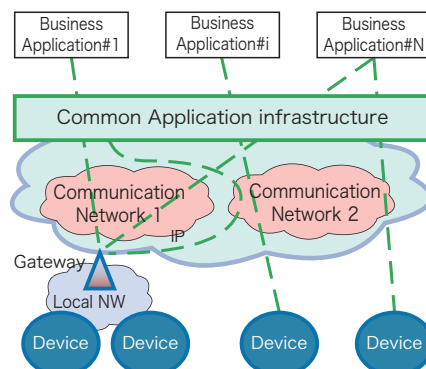 Business
Application#1
Business
Application#i
Business
Application#N
Common Application infrastructure
Communication
Network 1
Communication
Network 2
IP
Gateway
Local NW
Device
Device
Device
Device